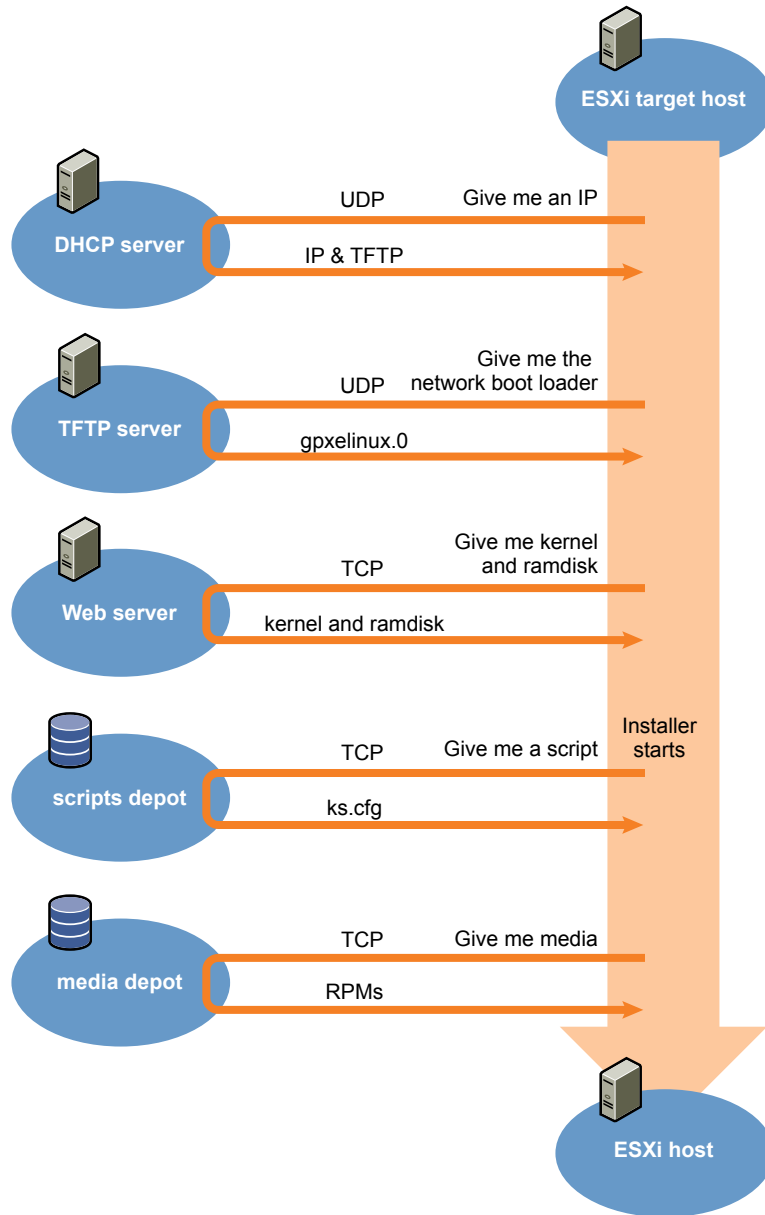 ESXi target host
UDP
Give me an IP
DHCP server
IP & TFTP
Give me the
network boot loader
UDP
TFTP server
gpxelinux.0
Give me kernel
and ramdisk
TCP
Web server
kernel and ramdisk
Installer
starts
TCP
Give me a script
scripts depot
ks.cfg
TCP
Give me media
media depot
RPMs
ESXi host